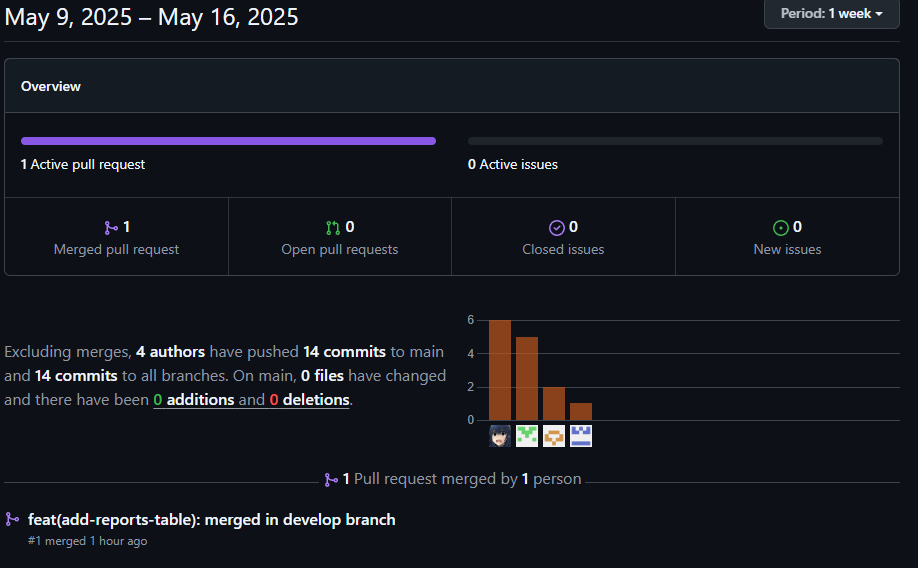 May 9, 2025 – May 16, 2025
Period: 1 week
Overview
1 Active pull request
0 Active issues
1
Merged pull request
0
Open pull requests
0
Closed issues
0
New issues
Excluding merges, 4 authors have pushed 14 commits to main
and 14 commits to all branches. On main, 0 files have changed
and there have been 0 additions and 0 deletions.
6
4
2
0
1 Pull request merged by 1 person
feat(add-reports-table): merged in develop branch
#1 merged 1 hour ago